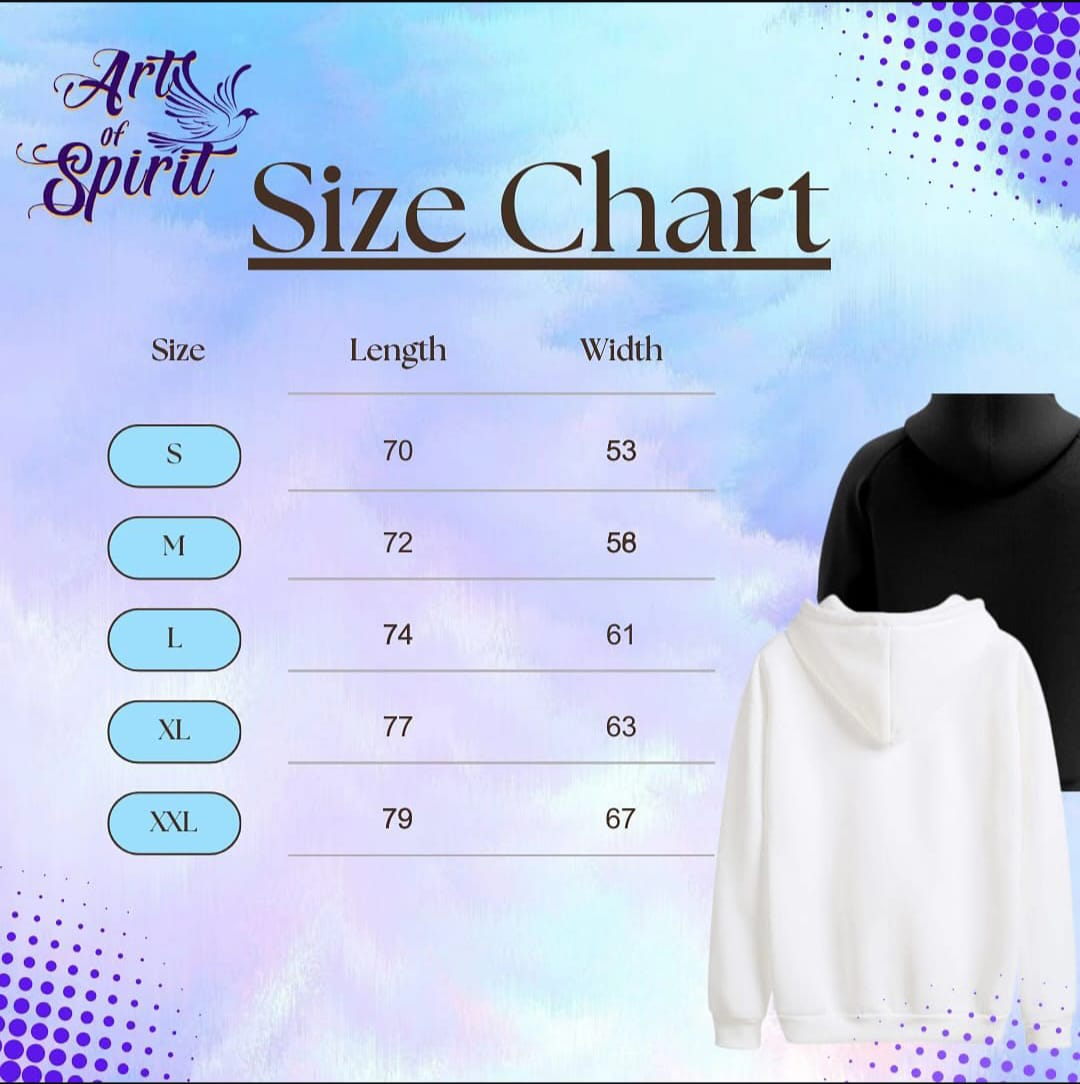 Art
of
Spirit
Size Chart
Size Length Width
S 70 53
M 72 58
L 74 61
XL 77 63
XXL 79 67